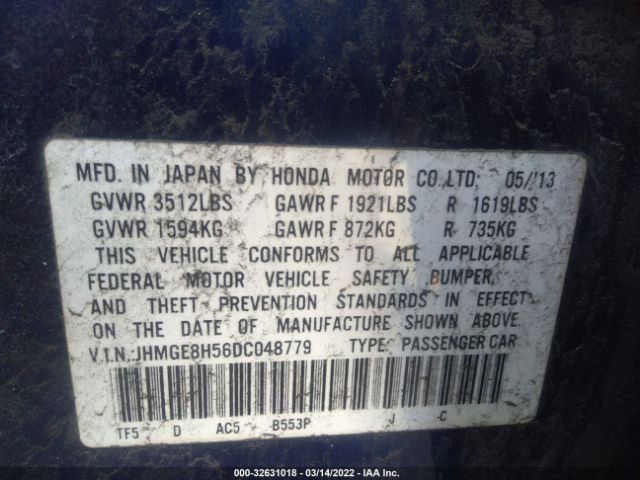 MFD. IN JAPAN BY HONDA MOTOR CO.,LTD; 05/'13
GVWR 3512LBS GAWR F 1921LBS R 1619LBS
GVWR 1594KG GAWR F 872KG R 735KG
THIS VEHICLE CONFORMS TO ALL APPLICABLE
FEDERAL MOTOR VEHICLE SAFETY BUMPER,
AND THEFT PREVENTION STANDARDS IN EFFECT
ON THE DATE OF MANUFACTURE SHOWN ABOVE
V.I.N.:JHMGE8H56DC048779 TYPE: PASSENGER CAR
TF5 D AC5 B553P J -C
000-32631018 - 03/14/2022 - IAA Inc.